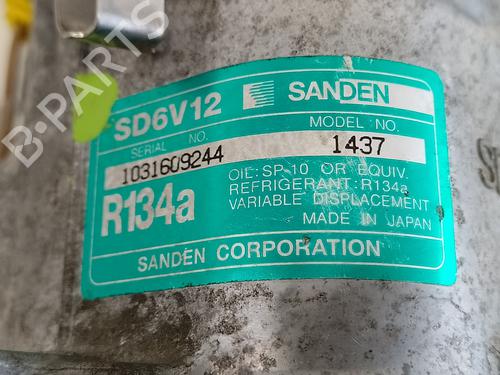 SD6V12 SANDEN
SERIAL NO. MODEL NO.
1031609244 1437
R134a
OIL: SP-10 OR EQUIV.
REFRIGERANT: R134a
VARIABLE DISPLACEMENT
MADE IN JAPAN
SANDEN CORPORATION
B-PARTS